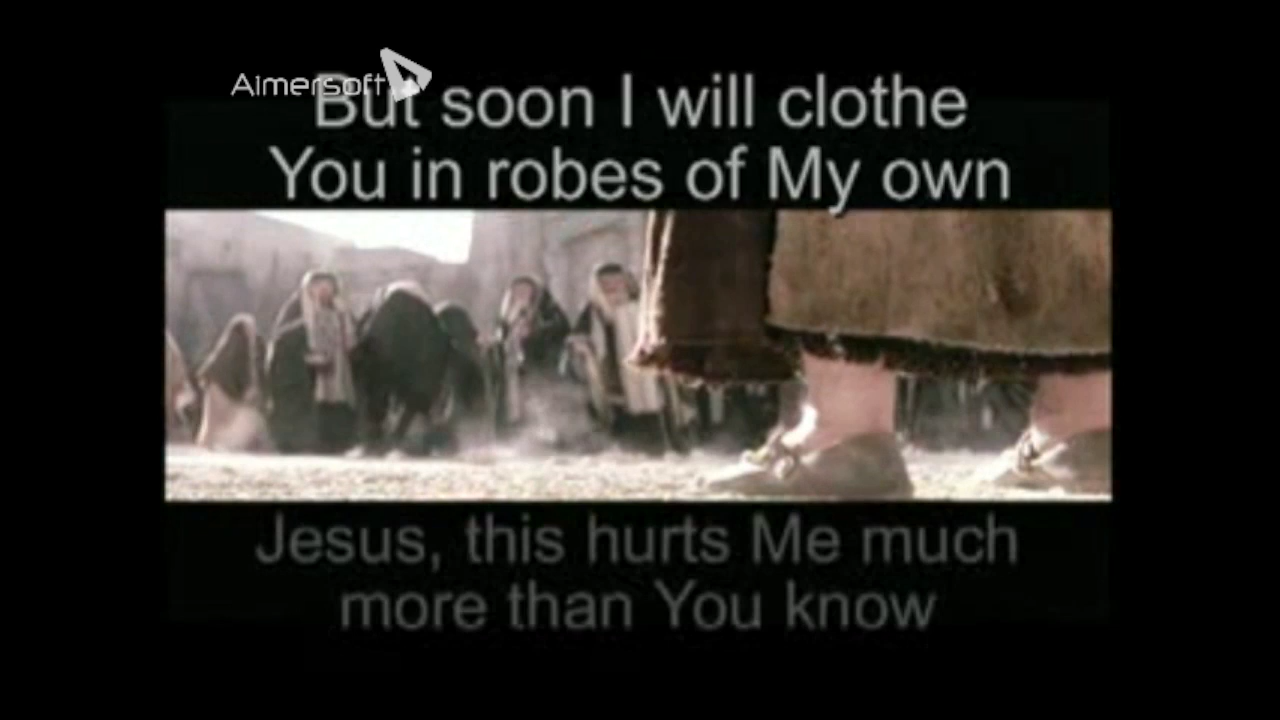 Aimersoft
But soon I will clothe
You in robes of My own
Jesus, this hurts Me much
more than You know